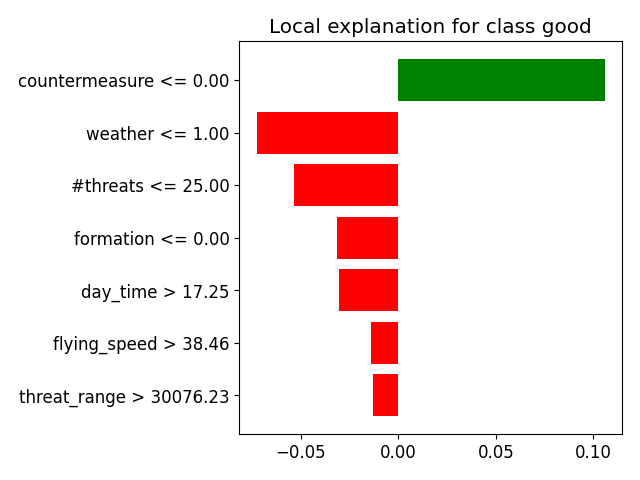 Local explanation for class good
countermeasure <= 0.00
weather <= 1.00
#threats <= 25.00
formation <= 0.00
day_time > 17.25
flying_speed > 38.46
threat_range > 30076.23
−0.05 0.00 0.05 0.10